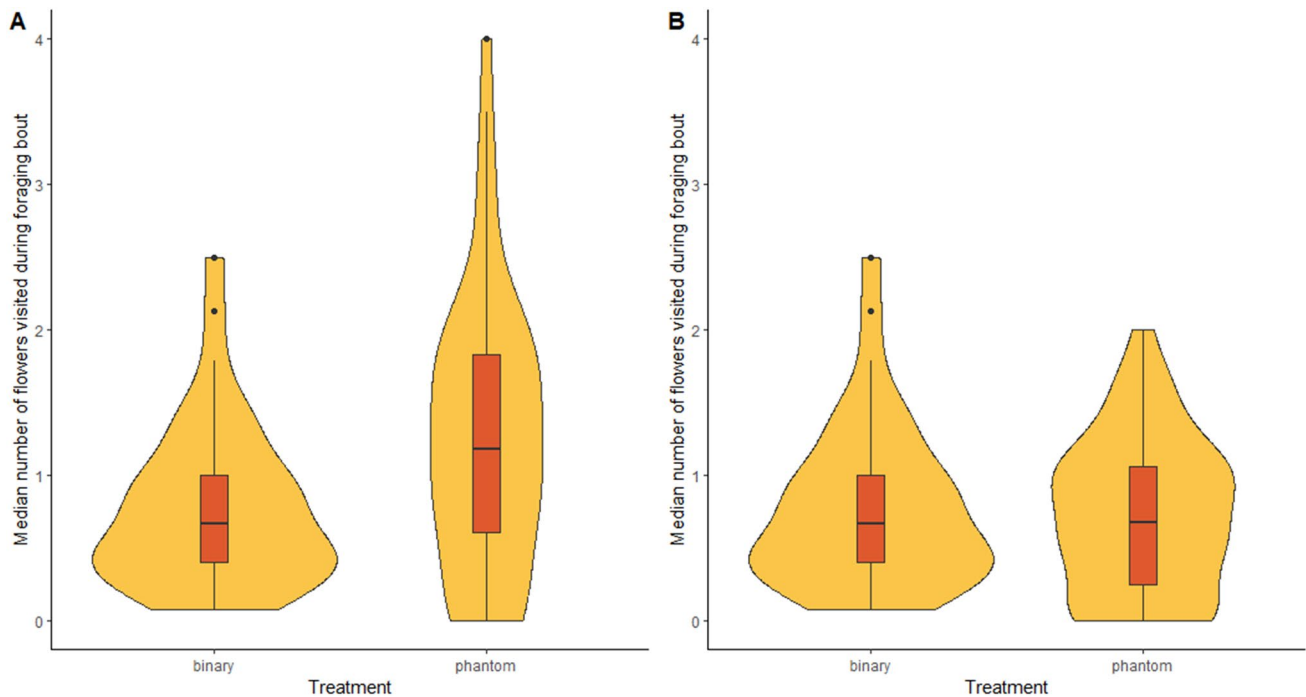 A
Median number of flowers visited during foraging bout
4
3
2
1
0
binary
phantom
Treatment
B
Median number of flowers visited during foraging bout
4
3
2
1
0
binary
phantom
Treatment